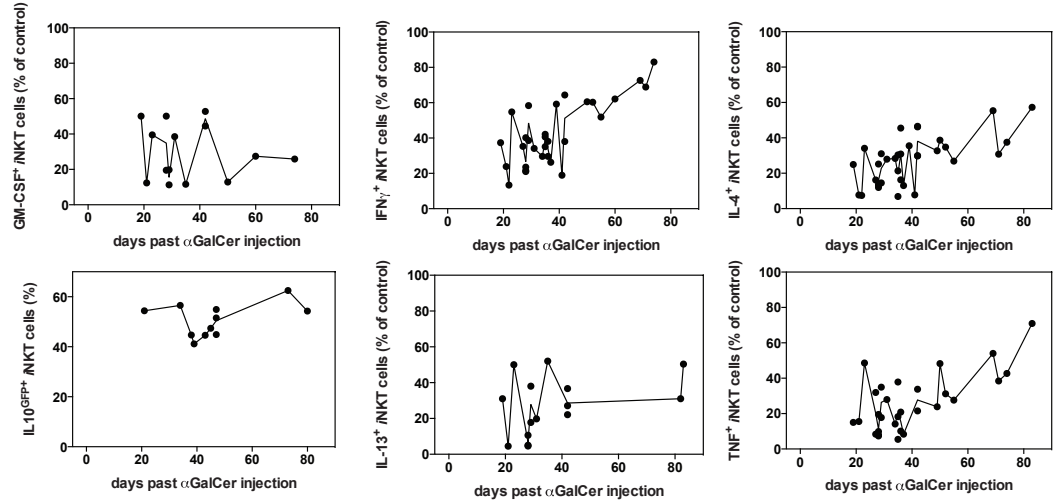 GM-CSF⁺ iNKT cells (% of control)
100
80
60
40
20
0
0 20 40 60 80
days past αGalCer injection
IFNγ⁺ iNKT cells (% of control)
100
80
60
40
20
0
0 20 40 60 80
days past αGalCer injection
IL-4⁺ iNKT cells (% of control)
100
80
60
40
20
0
0 20 40 60 80
days past αGalCer injection
IL10ᴳᶠᴾ⁺ iNKT cells (%)
60
40
20
0
0 20 40 60 80
days past αGalCer injection
IL-13⁺ iNKT cells (% of control)
100
80
60
40
20
0
0 20 40 60 80
days past αGalCer injection
TNF⁺ iNKT cells (% of control)
100
80
60
40
20
0
0 20 40 60 80
days past αGalCer injection